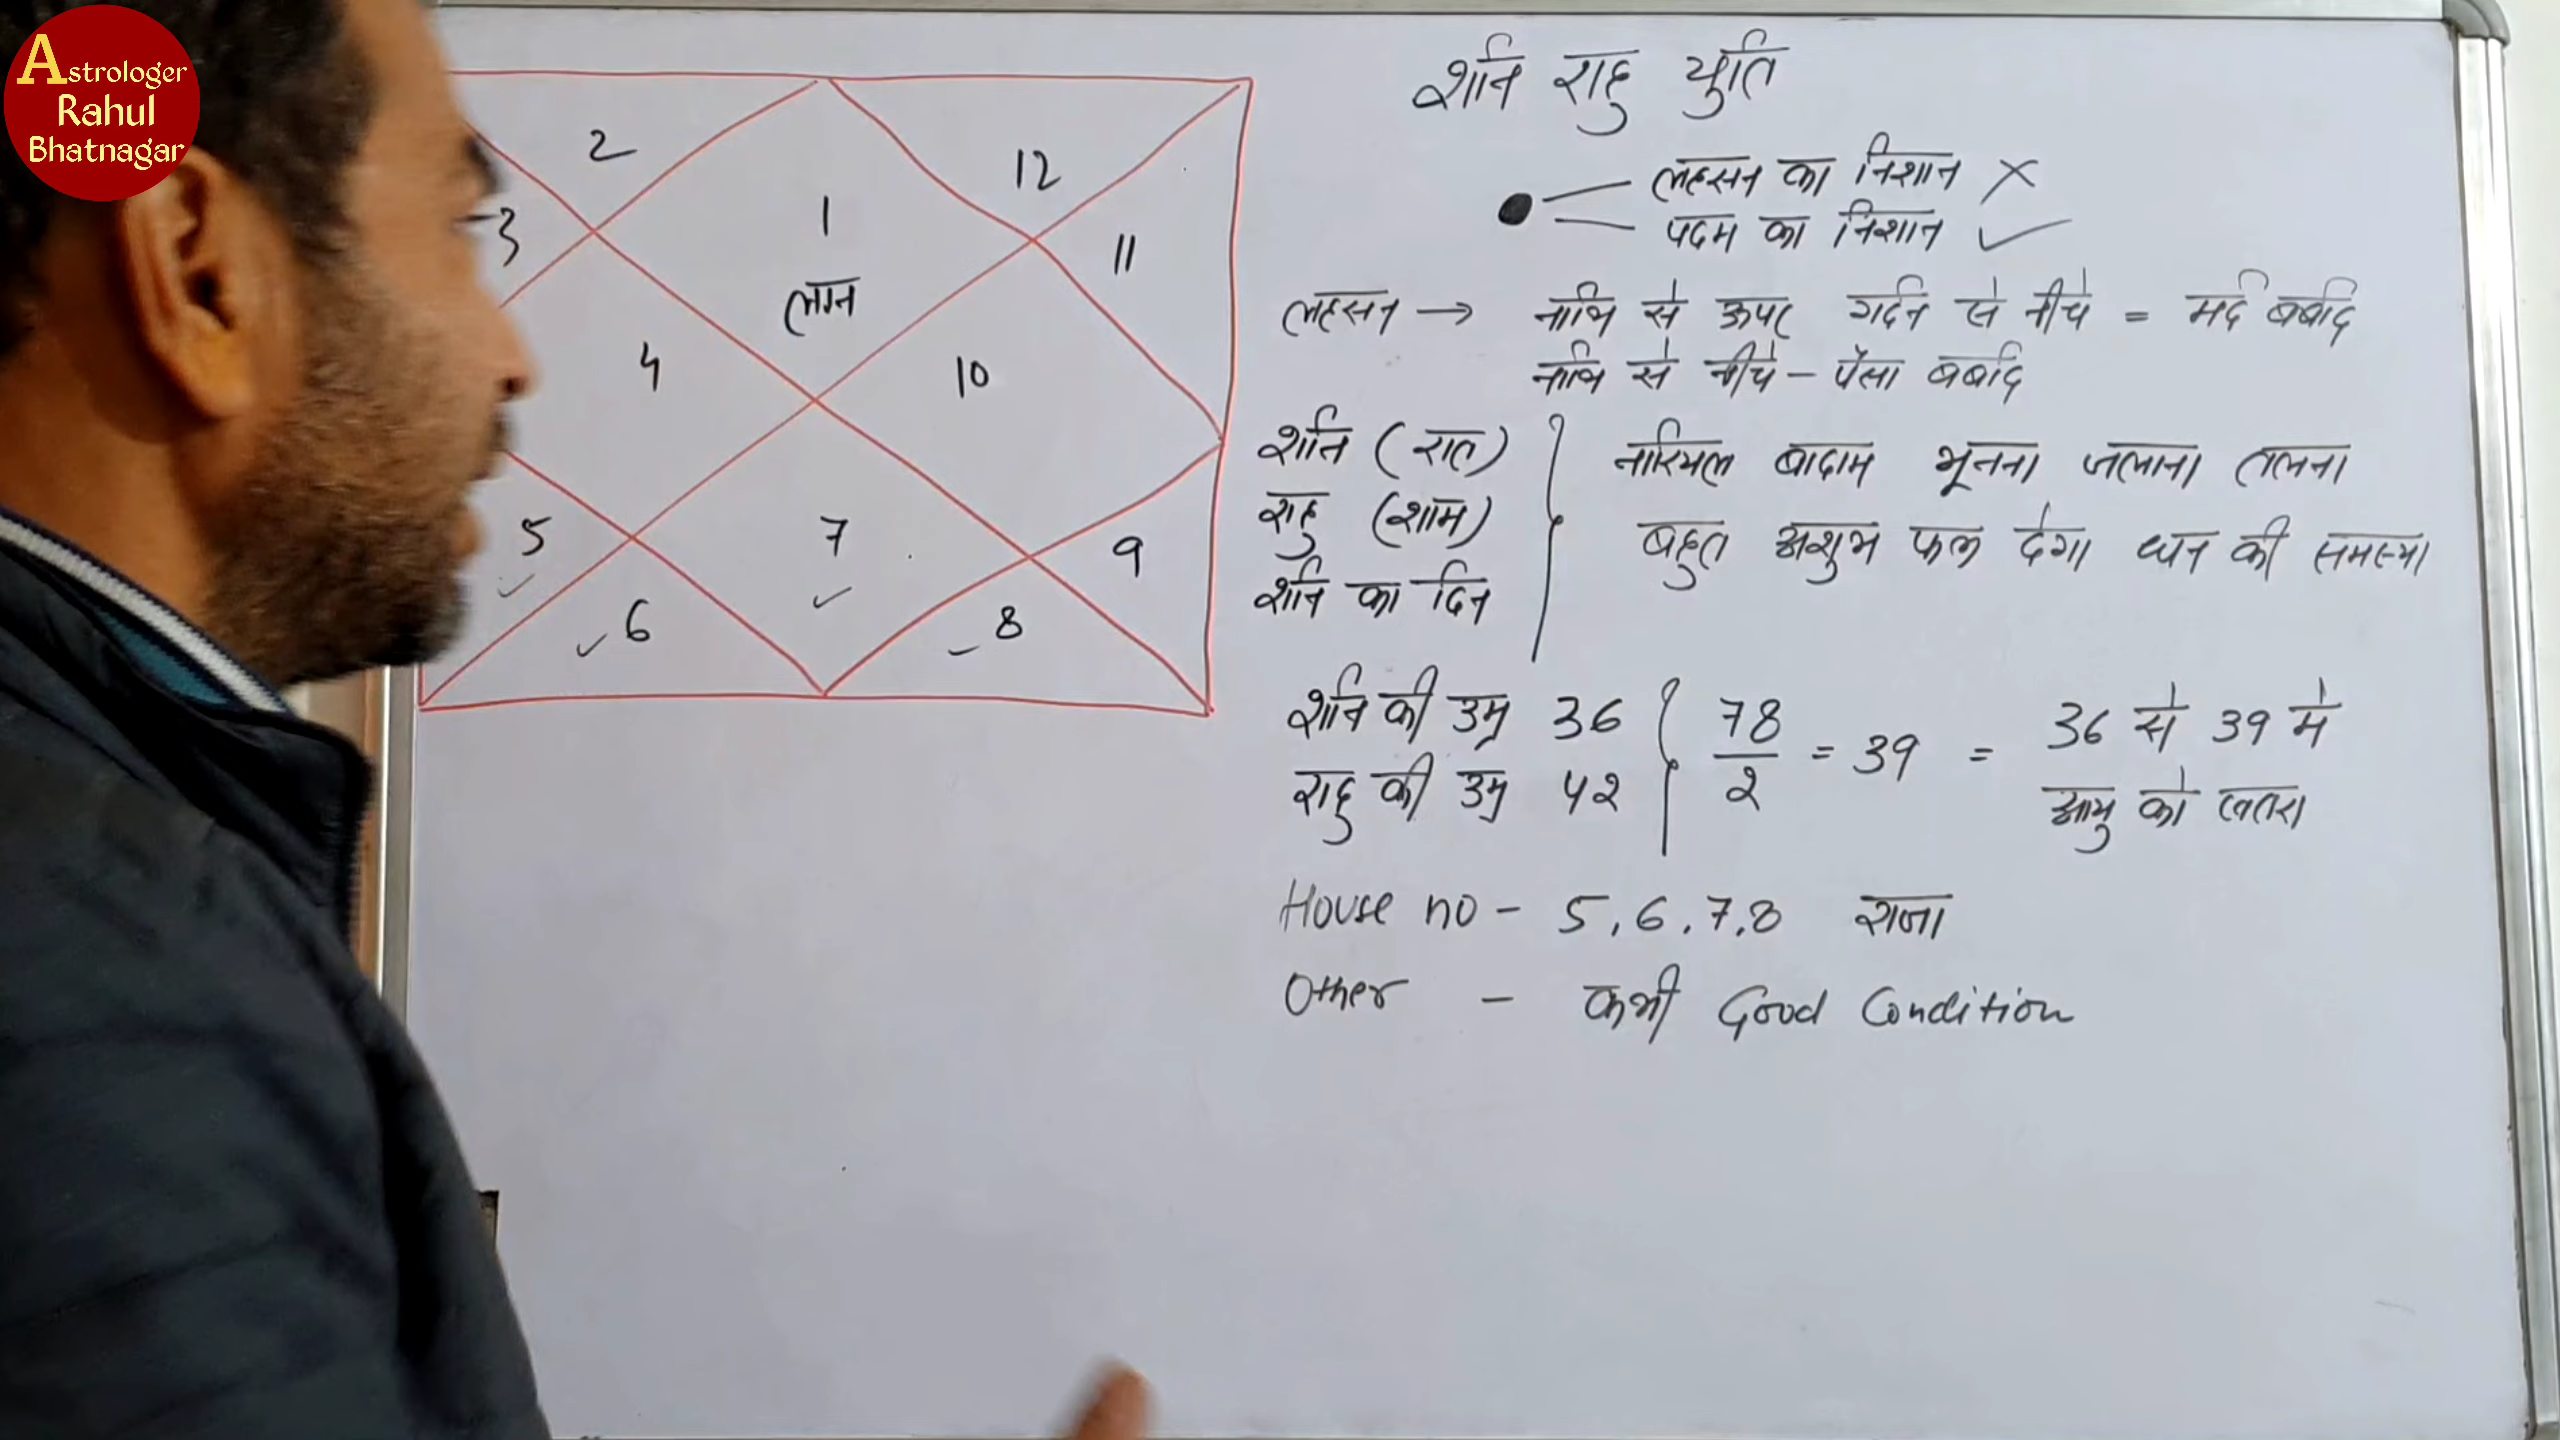 Astrologer
Rahul
Bhatnagar
2
12
3
1
लग्न
11
4
10
5
7
9
6
8
शनि राहु युति
लहसन का निशान ×
पदम का निशान ✓
लहसन → नाभि से ऊपर गर्दन से नीचे = मर्द बर्बाद
नाभि से नीचे - पैसा बर्बाद
शनि (रात)
राहु (शाम)
शनि का दिन
नारियल बादाम भूनना जलाना तलना
बहुत अशुभ फल देगा धन की समस्या
शनि की उम्र 36
राहु की उम्र 42
78
2
= 39 = 36 से 39 में
आयु को खतरा
House no - 5, 6, 7, 8 राजा
Other - कभी Good Condition